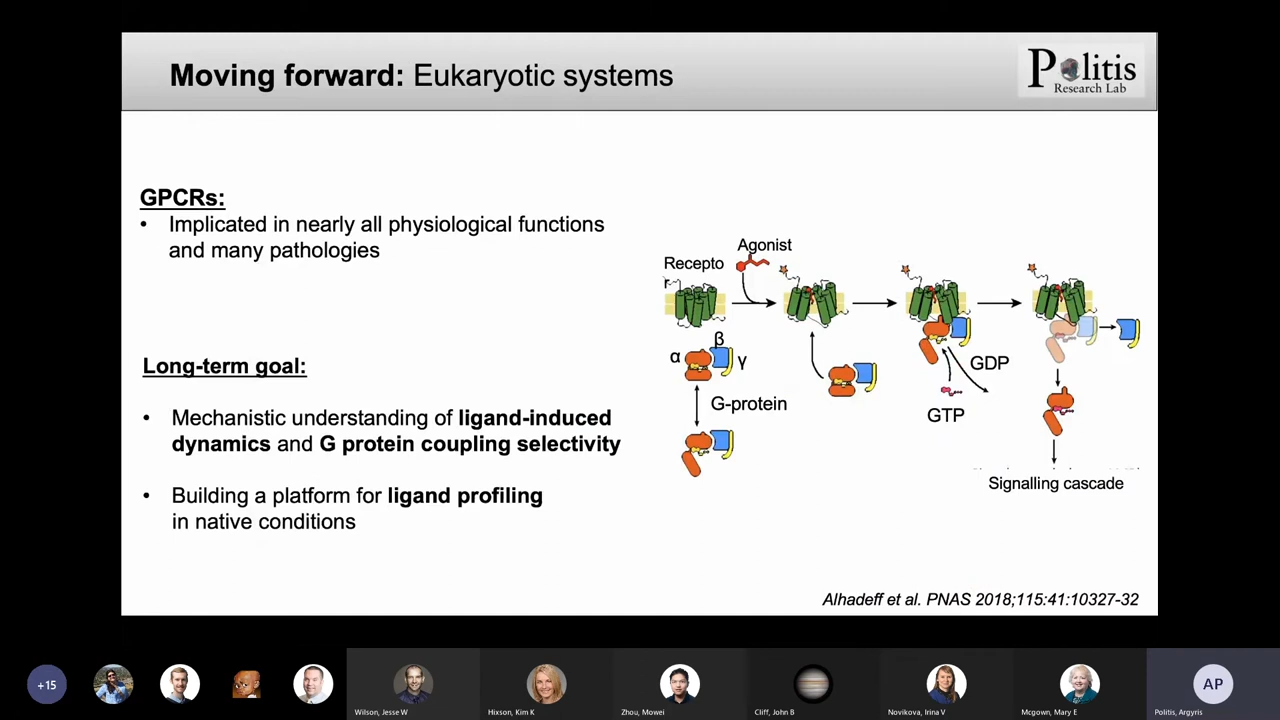 Moving forward: Eukaryotic systems
Politis
Research Lab
GPCRs:
• Implicated in nearly all physiological functions
and many pathologies
Long-term goal:
• Mechanistic understanding of ligand-induced
dynamics and G protein coupling selectivity
• Building a platform for ligand profiling
in native conditions
Agonist
Recepto
r
β
α
γ
G-protein
GDP
GTP
Signalling cascade
Alhadeff et al. PNAS 2018;115:41:10327-32
+15
AP
Wilson, Jesse W
Hixson, Kim K
Zhou, Mowei
Cliff, John B
Novikova, Irina V
Mcgown, Mary E
Politis, Argyris